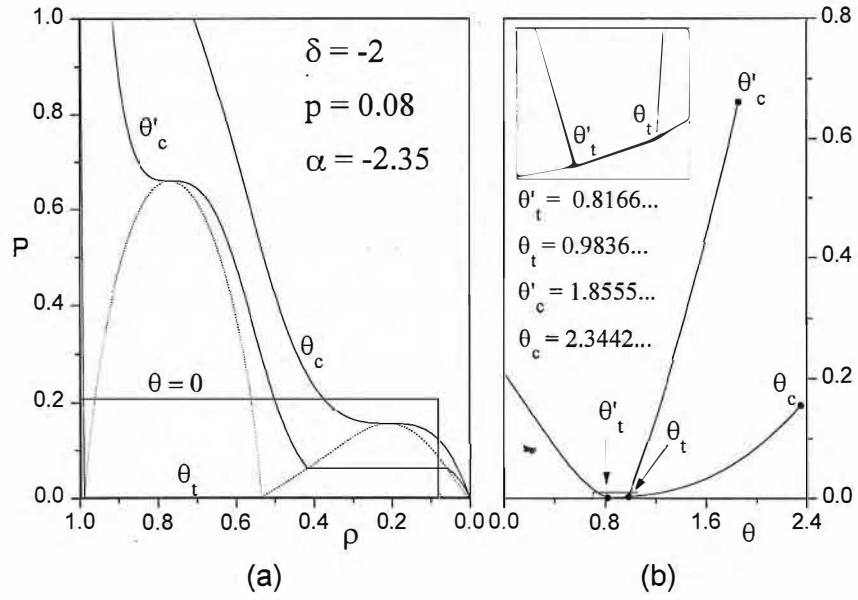 1.0
0.8
0.6
0.4
0.2
0.0
P
δ = -2
p = 0.08
α = -2.35
θ'c
θc
θ = 0
θt
1.0 0.8 0.6 0.4 0.2 0.0
ρ
(a)
0.8
0.6
0.4
0.2
0.0
θ't
θt
θ't = 0.8166...
θt = 0.9836...
θ'c = 1.8555...
θc = 2.3442...
θ'c
θc
θ't
θt
0.0 0.8 1.6 2.4
θ
(b)